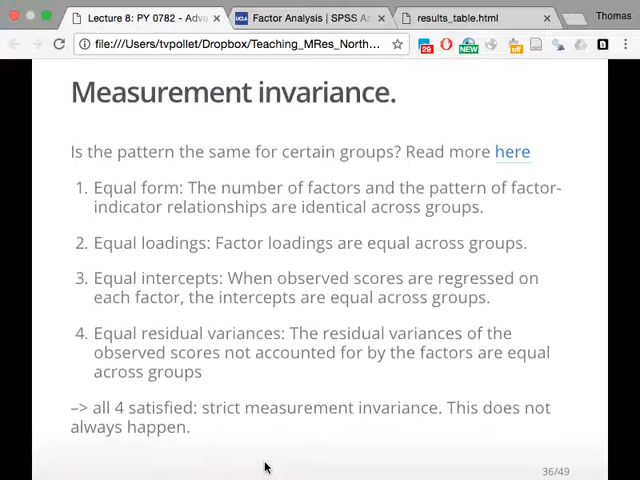 Lecture 8: PY 0782 - Adva
Factor Analysis | SPSS An
results_table.html
Thomas
file:///Users/tvpollet/Dropbox/Teaching_MRes_North...
29
NEW
Measurement invariance.
Is the pattern the same for certain groups? Read more here
1. Equal form: The number of factors and the pattern of factor-
indicator relationships are identical across groups.
2. Equal loadings: Factor loadings are equal across groups.
3. Equal intercepts: When observed scores are regressed on
each factor, the intercepts are equal across groups.
4. Equal residual variances: The residual variances of the
observed scores not accounted for by the factors are equal
across groups
–> all 4 satisfied: strict measurement invariance. This does not
always happen.
36/49